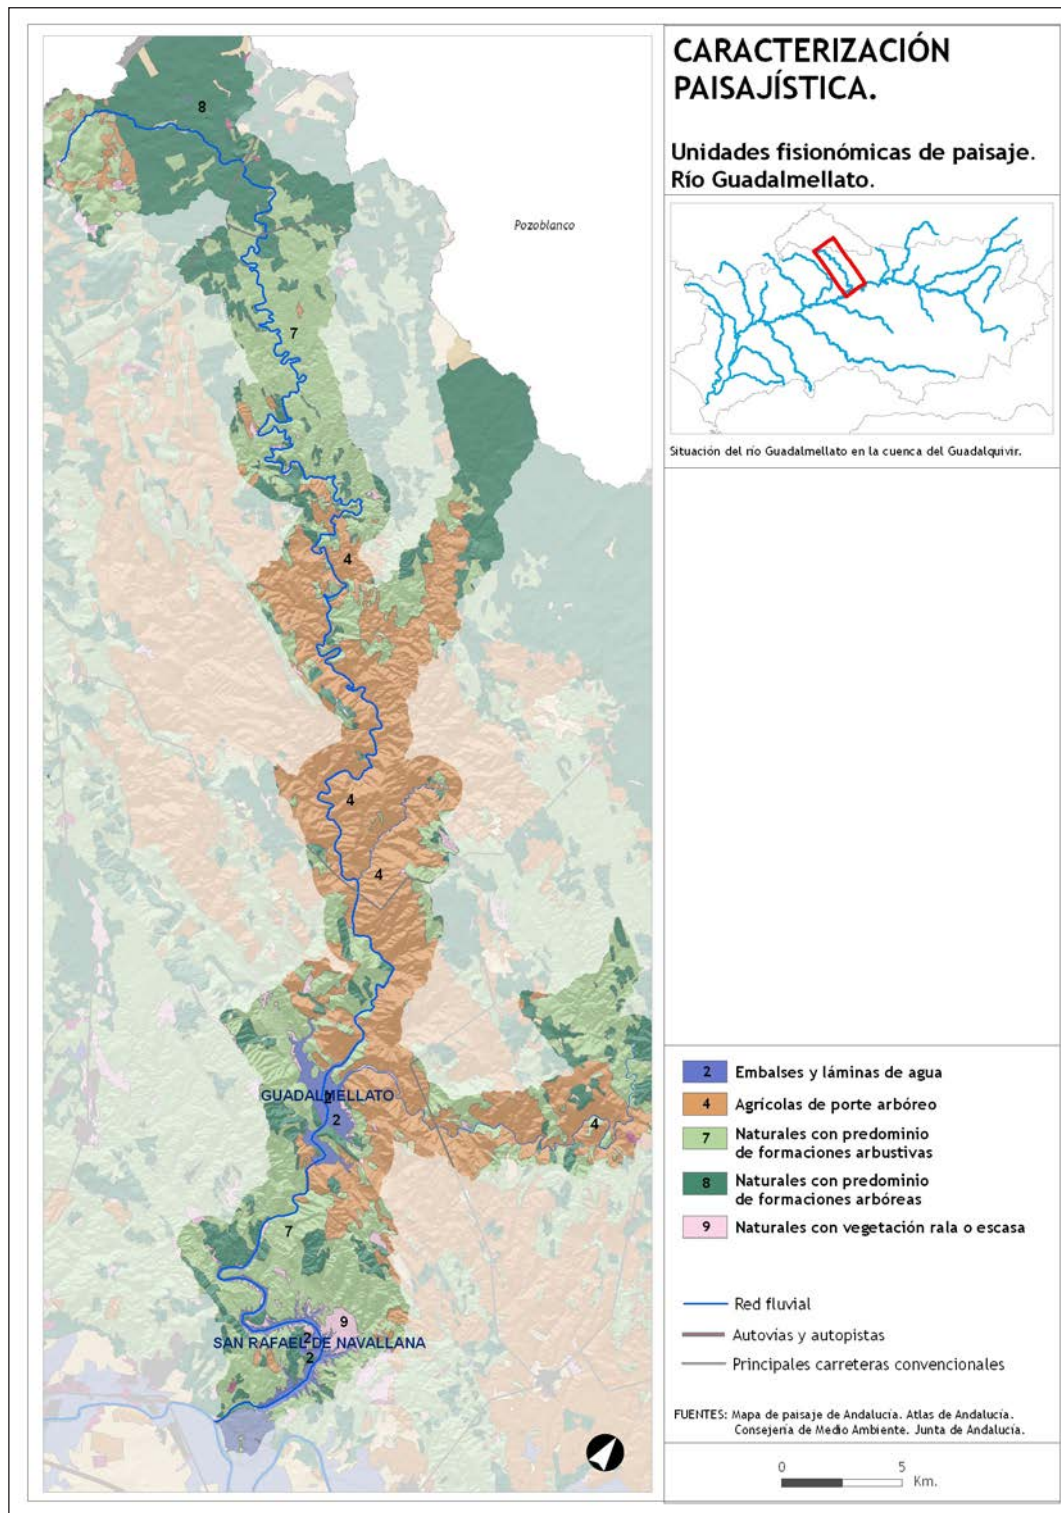 CARACTERIZACIÓN
PAISAJÍSTICA.
Unidades fisionómicas de paisaje.
Río Guadalmellato.
Situación del río Guadalmellato en la cuenca del Guadalquivir.
8
Pozoblanco
7
4
4
4
GUADALMELLATO
2
2
4
7
9
2
SAN RAFAEL DE NAVALLANA
2
2 Embalses y láminas de agua
4 Agrícolas de porte arbóreo
7 Naturales con predominio
de formaciones arbustivas
8 Naturales con predominio
de formaciones arbóreas
9 Naturales con vegetación rala o escasa
Red fluvial
Autovías y autopistas
Principales carreteras convencionales
FUENTES: Mapa de paisaje de Andalucía. Atlas de Andalucía.
Consejería de Medio Ambiente. Junta de Andalucía.
0 5
Km.